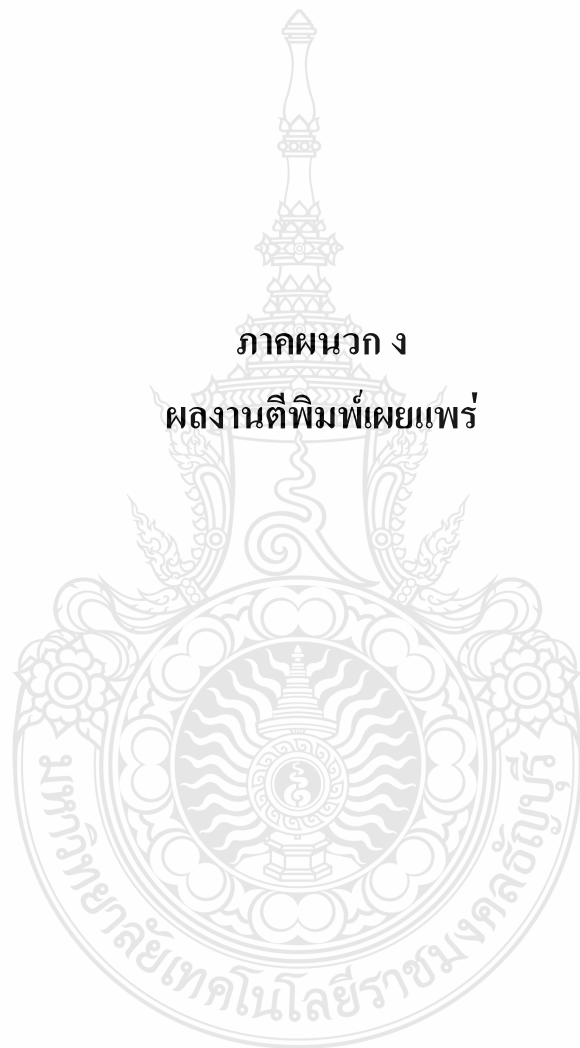 ภาคผนวก ง
ผลงานตีพิมพ์เผยแพร่
มหาวิทยาลัยเทคโนโลยีราชมงคลธัญบุรี